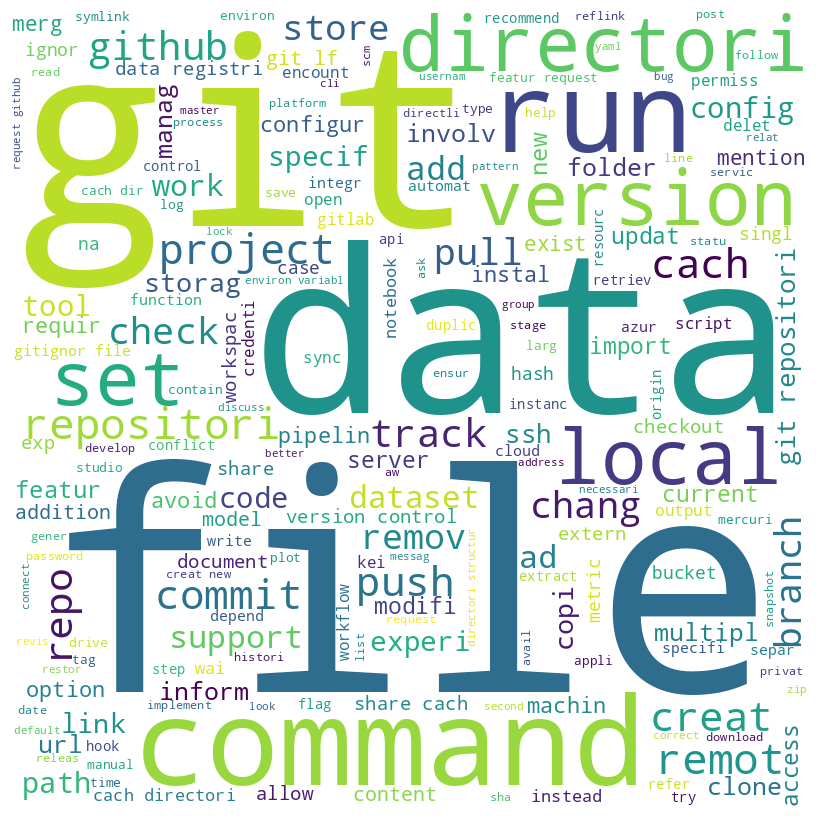 merg
symlink
environ
store
recommend
reflink
post
ignor
github
directori
yaml
read
data registri
git lf
encount
scm
usernam
follow
featur request
bug
request github
git
manag
master
process
platform
cli
configur
directli
type
run
help
permiss
config
delet
involv
specif
control
cach dir
work
integr
add
automat
pattern
new
folder
mention
line
relat
servic
log
save
open
gitlab
version
na
lock
project
api
pull
exist
resourc
updat
statu
singl
storag
case
environ variabl
notebook
ask
instal
retriev
cach
tool
function
requir
check
workspac
credenti
data
group
stage
duplic
azur
script
gitignor file
sync
larg
import
git repositori
set
contain
ensur
hash
instanc
origin
discuss
repositori
pipelin
track
ssh
checkout
exp
develop
conflict
better
server
cloud
local
address
studio
share
aw
necessari
featur
avoid
code
dataset
chang
current
addition
model
version control
extern
output
mercuri
gener
write
remov
file
password
document
plot
messag
ad
kei
directori structur
extract
metric
bucket
snapshot
branch
connect
creat new
commit
push
modifi
copi
repo
revis
depend
workflow
request
multipl
drive
support
list
experi
avail
specifi
separ
tag
histori
restor
step
wai
appli
privat
option
inform
zip
date
implement
flag
look
share cach
second
machin
creat
default
link
command
url
hook
correct
download
access
releas
remot
manual
path
time
refer
clone
cach directori
allow
content
sha
instead
try